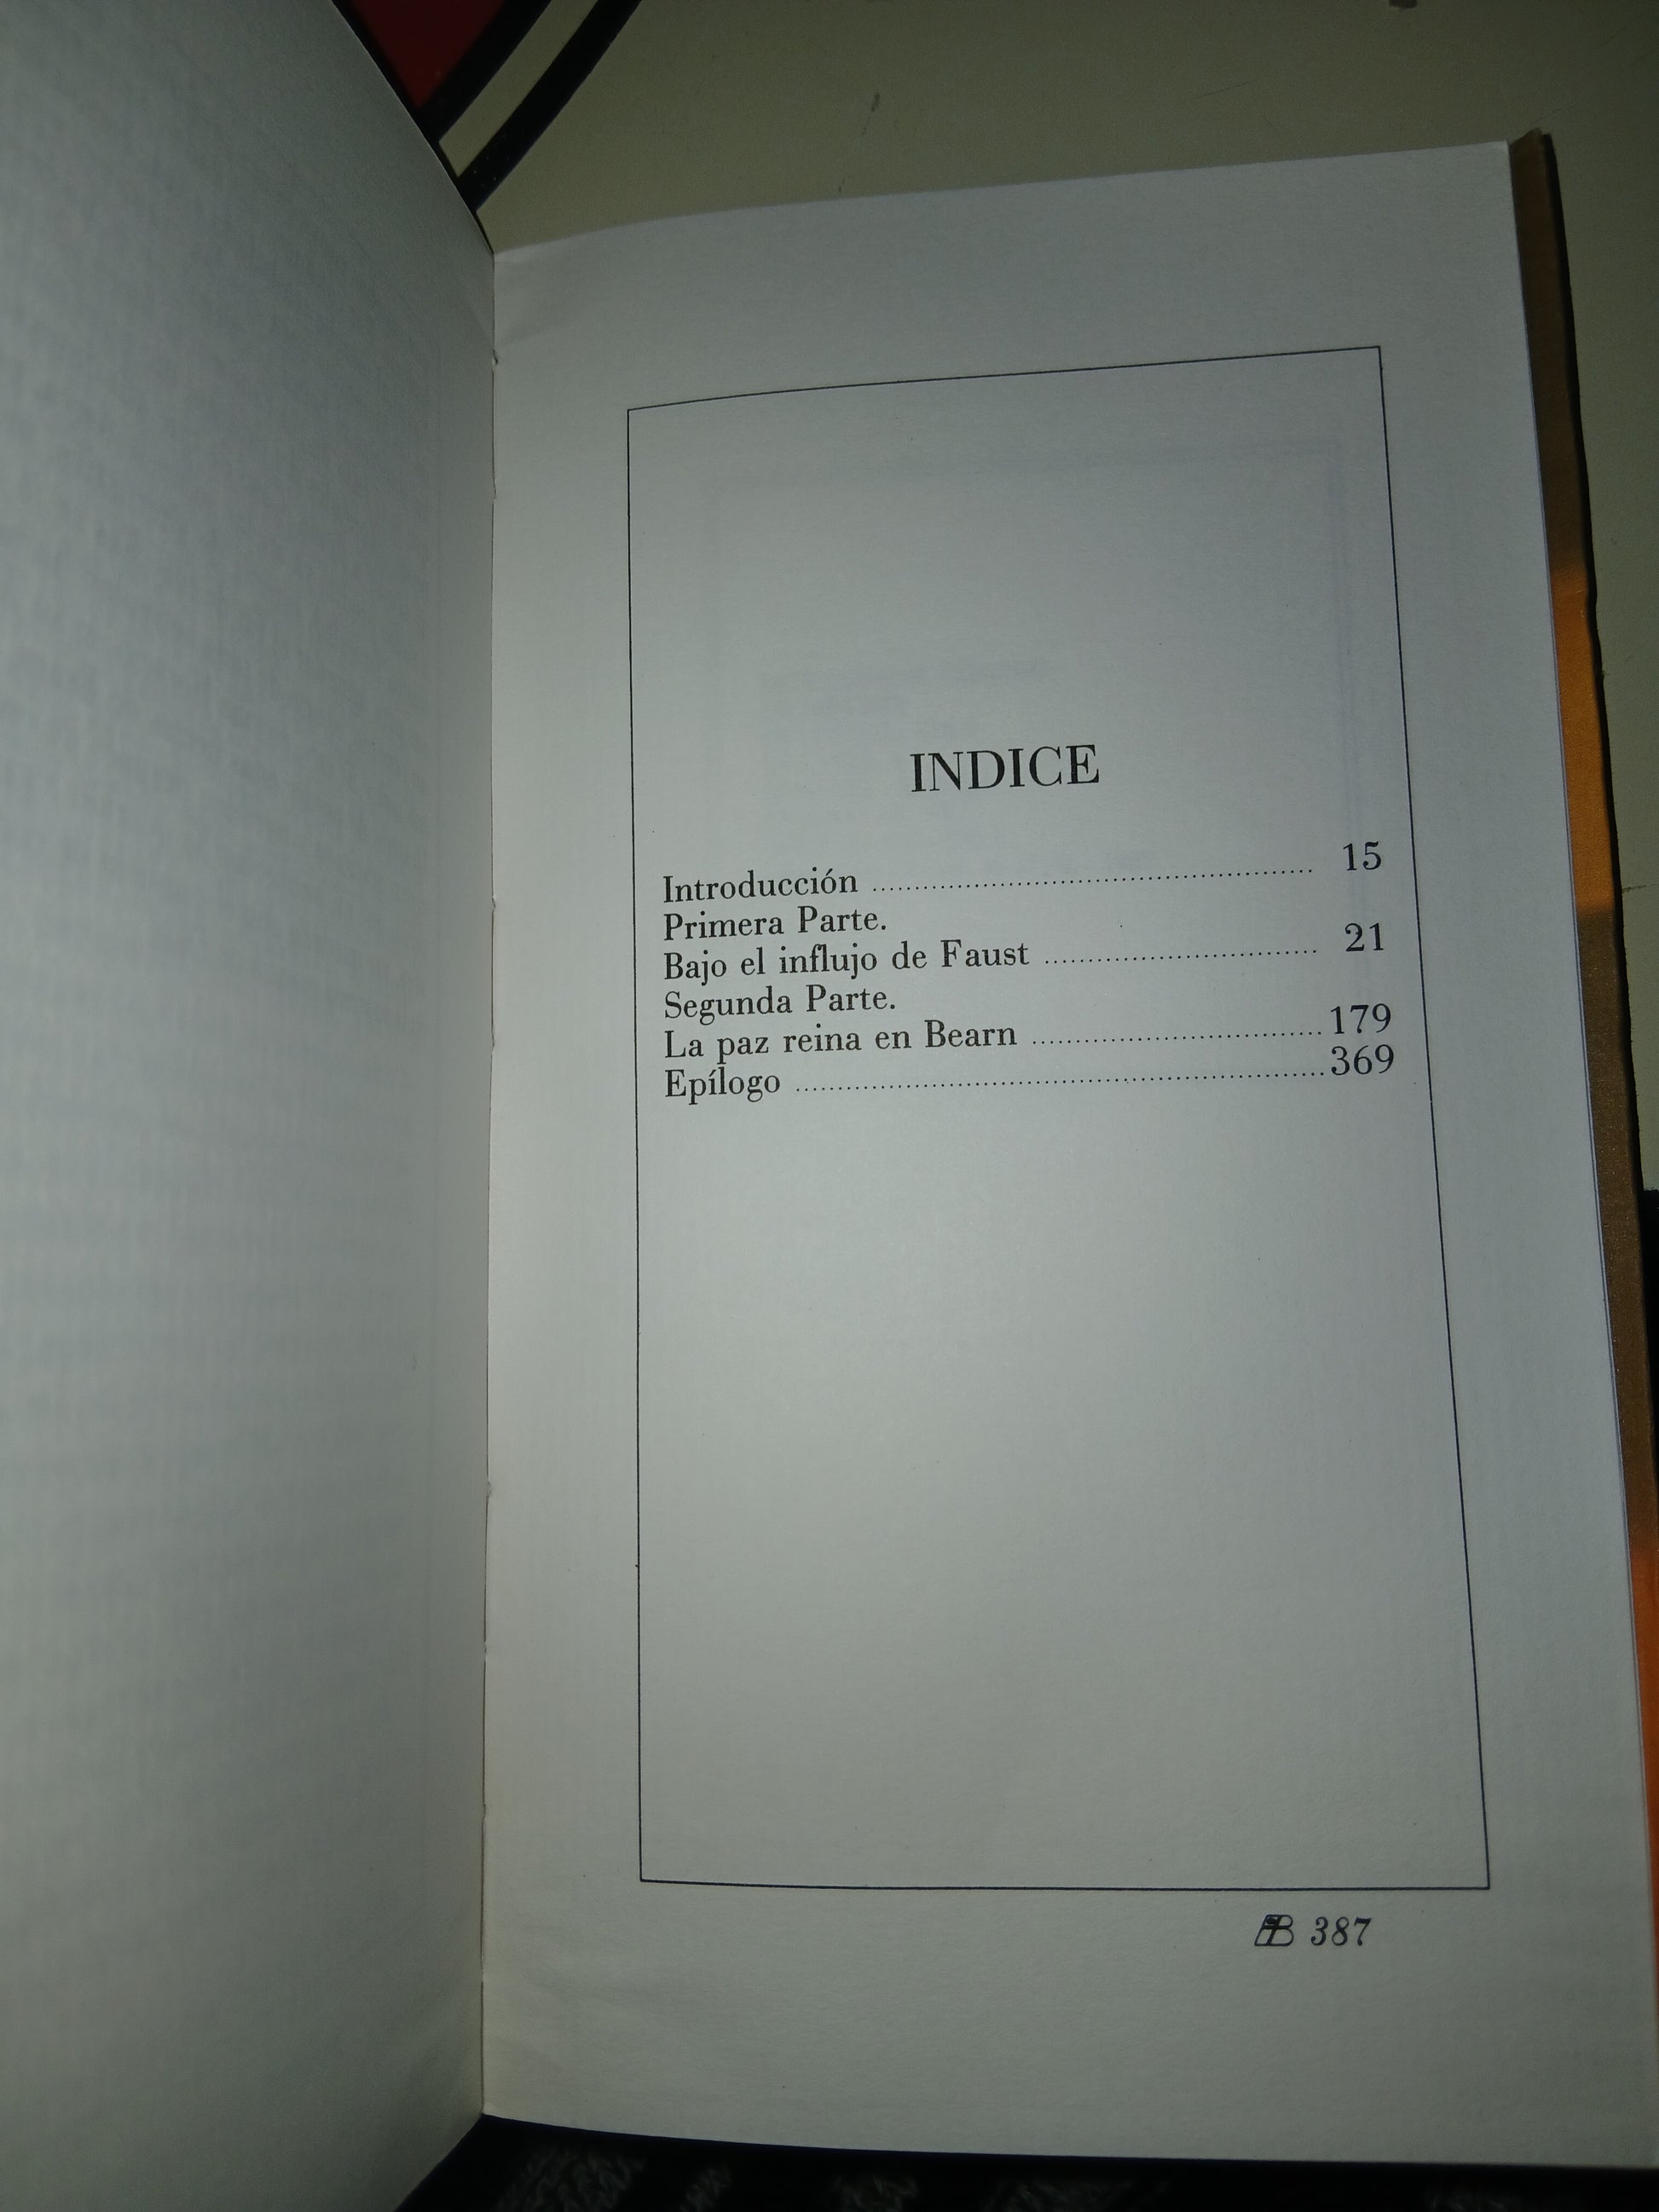 INDICE
Introducción ........................................ 15
Primera Parte.
Bajo el influjo de Faust ........................ 21
Segunda Parte.
La paz reina en Bearn .........................179
Epílogo ...............................................369
387